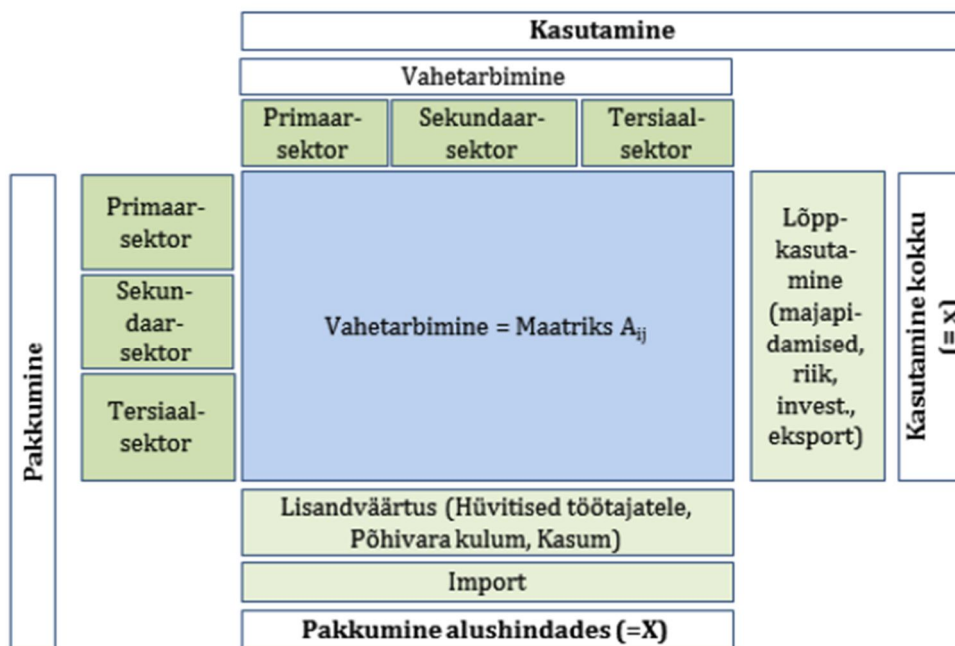 Kasutamine
Vahetarbimine
Primaar-
sektor
Sekundaar-
sektor
Tersiaal-
sektor
Pakkumine
Primaar-
sektor
Sekun-
daar-
sektor
Tersiaal-
sektor
Vahetarbimine = Maatriks Aij
Lõpp-
kasuta-
mine
(majapi-
damised,
riik,
invest.,
eksport)
Kasutamine kokku
(= x)
Lisandväärtus (Hüvitised töötajatele,
Põhivara kulum, Kasum)
Import
Pakkumine alushindades (=X)